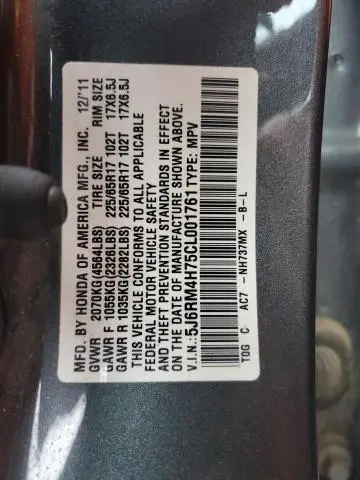 MFD. BY HONDA OF AMERICA MFG., INC. 12/'11
GVWR 2070KG(4564LBS) TIRE SIZE RIM SIZE
GAWR F 1055KG(2326LBS) 225/65R17 102T 17X6.5J
GAWR R 1035KG(2282LBS) 225/65R17 102T 17X6.5J
THIS VEHICLE CONFORMS TO ALL APPLICABLE
FEDERAL MOTOR VEHICLE SAFETY
AND THEFT PREVENTION STANDARDS IN EFFECT
ON THE DATE OF MANUFACTURE SHOWN ABOVE.
V.I.N.:5J6RM4H75CL001761 TYPE: MPV
T0G C AC7 -NH737MX -B-L